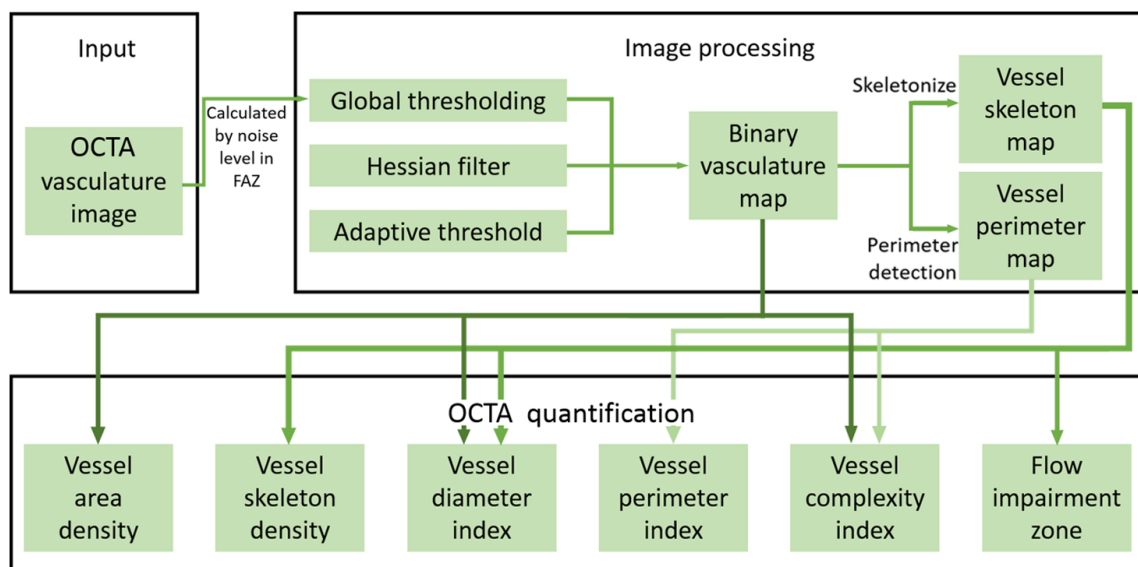 Input
OCTA
vasculature
image
Calculated
by noise
level in
FAZ
Image processing
Global thresholding
Hessian filter
Adaptive threshold
Binary
vasculature
map
Skeletonize
Vessel
skeleton
map
Perimeter
detection
Vessel
perimeter
map
OCTA quantification
Vessel
area
density
Vessel
skeleton
density
Vessel
diameter
index
Vessel
perimeter
index
Vessel
complexity
index
Flow
impairment
zone